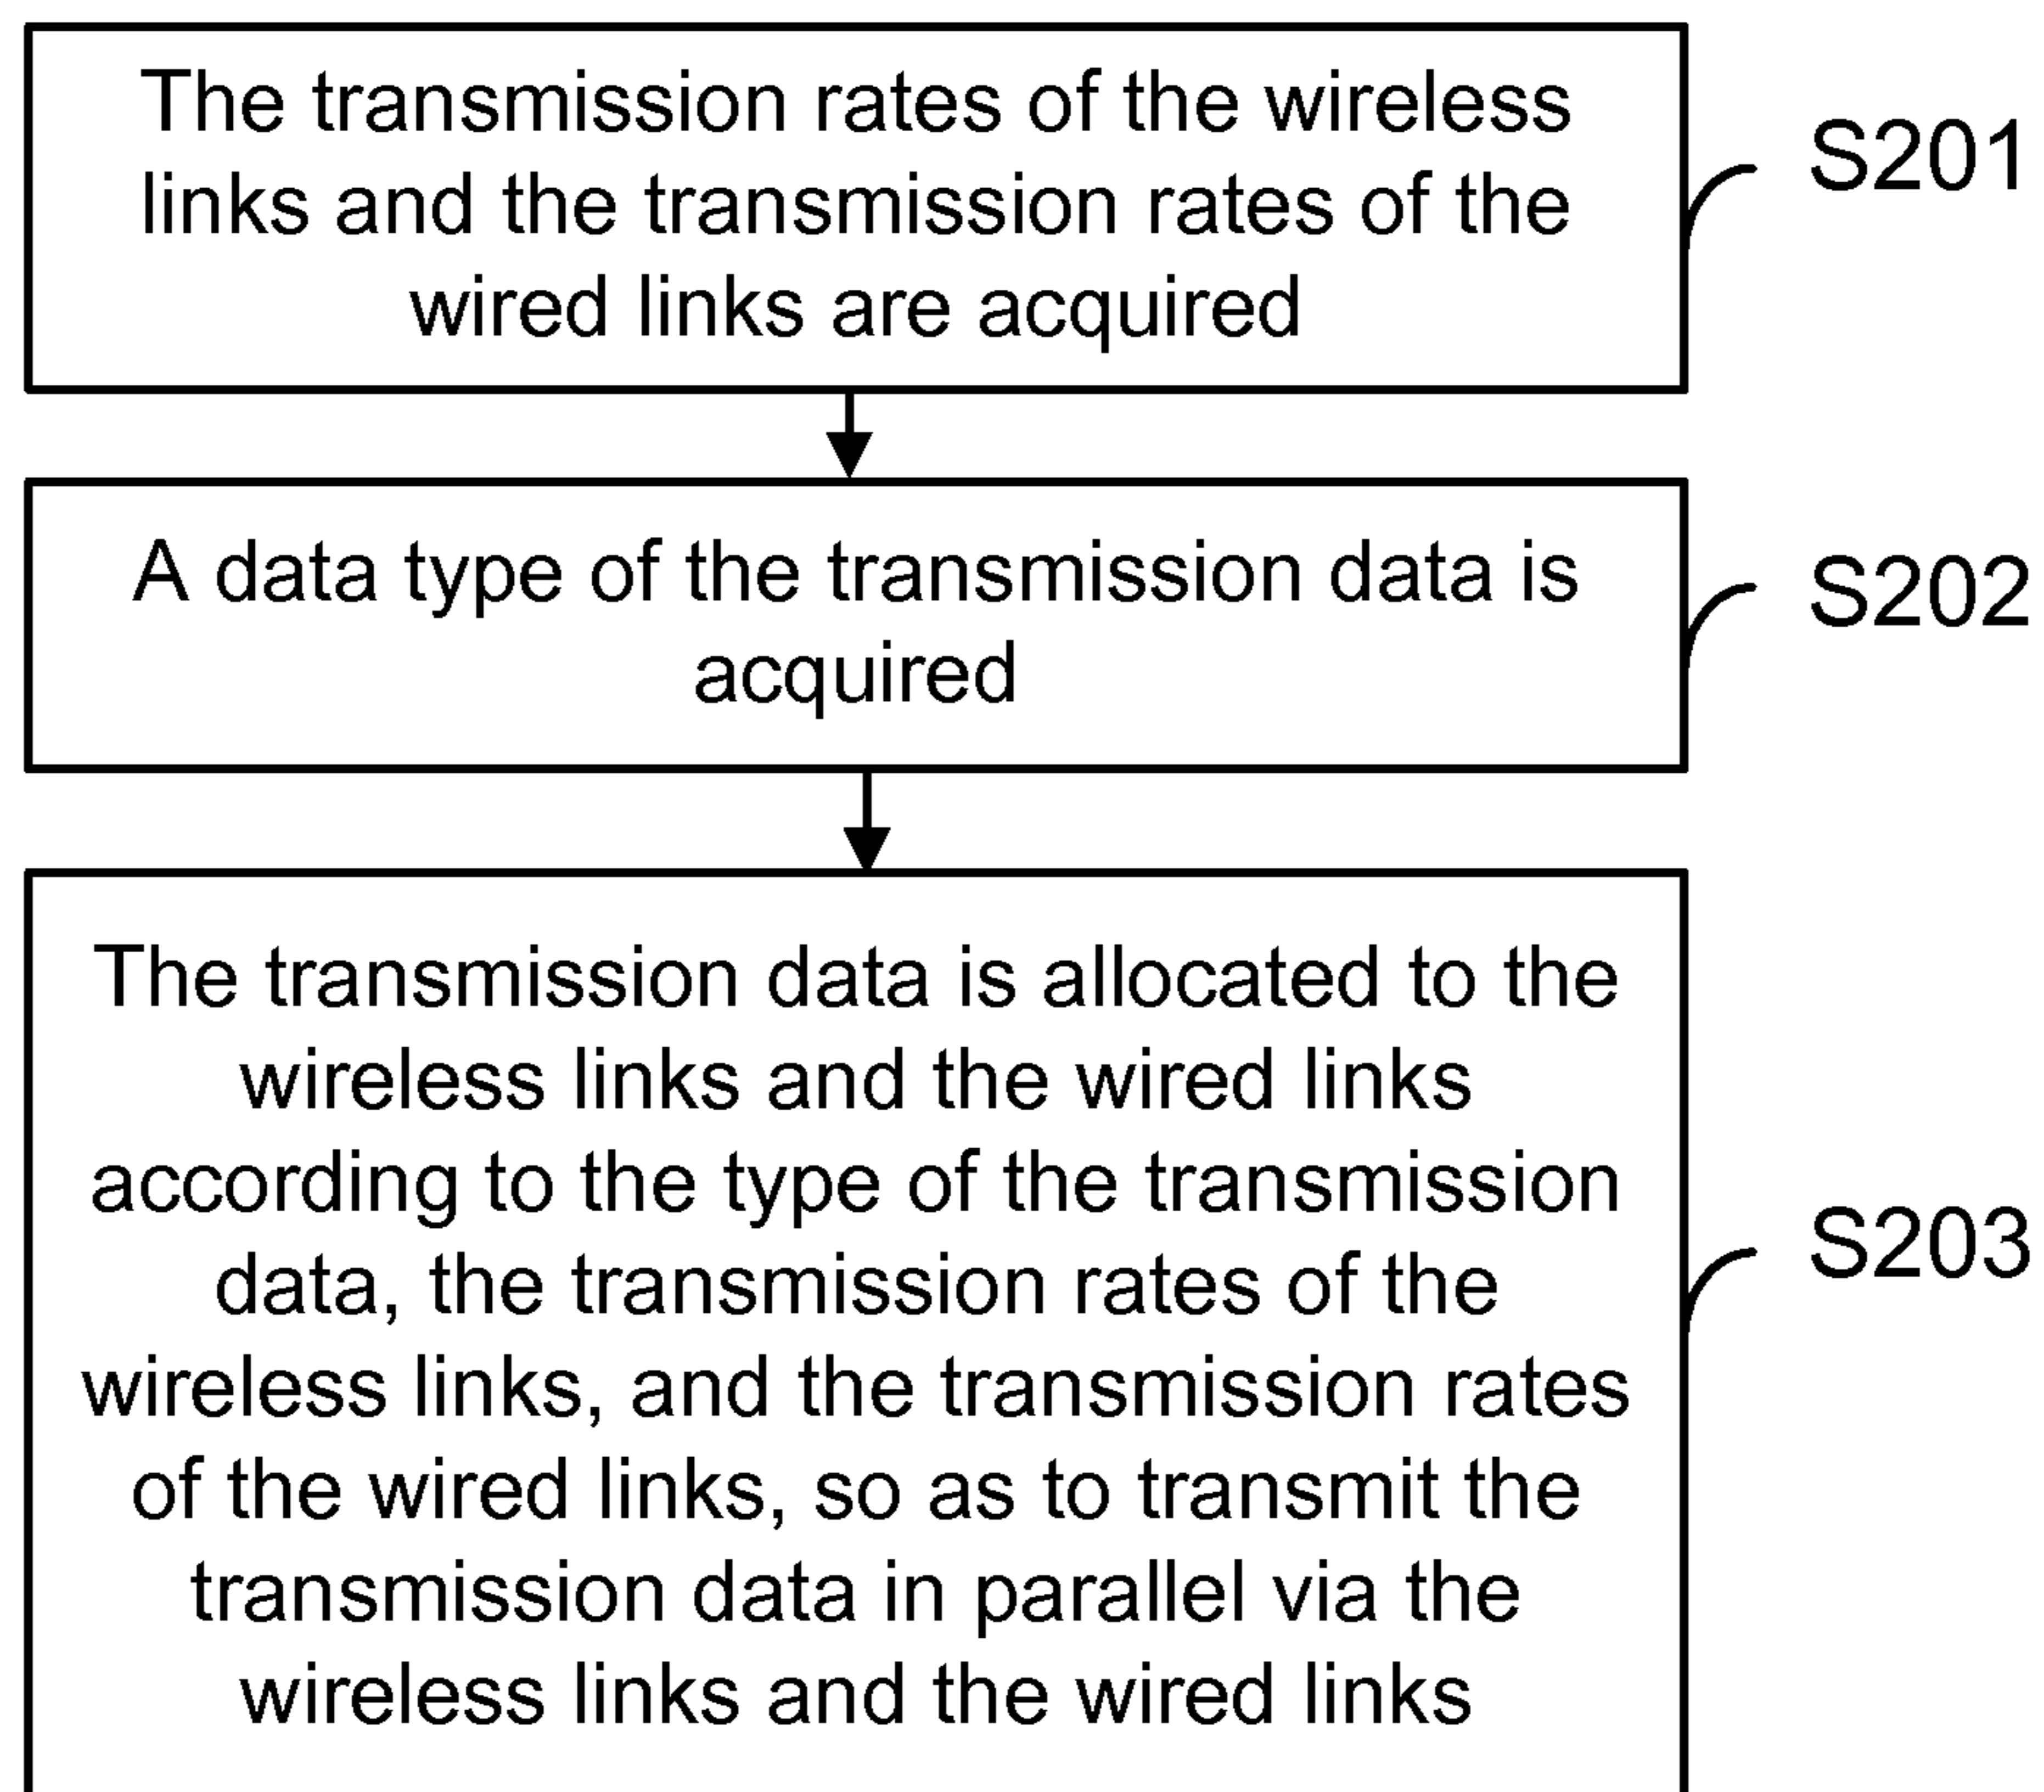 The transmission rates of the wireless
links and the transmission rates of the
wired links are acquired
S201
A data type of the transmission data is
acquired
S202
The transmission data is allocated to the
wireless links and the wired links
according to the type of the transmission
data, the transmission rates of the
wireless links, and the transmission rates
of the wired links, so as to transmit the
transmission data in parallel via the
wireless links and the wired links
S203